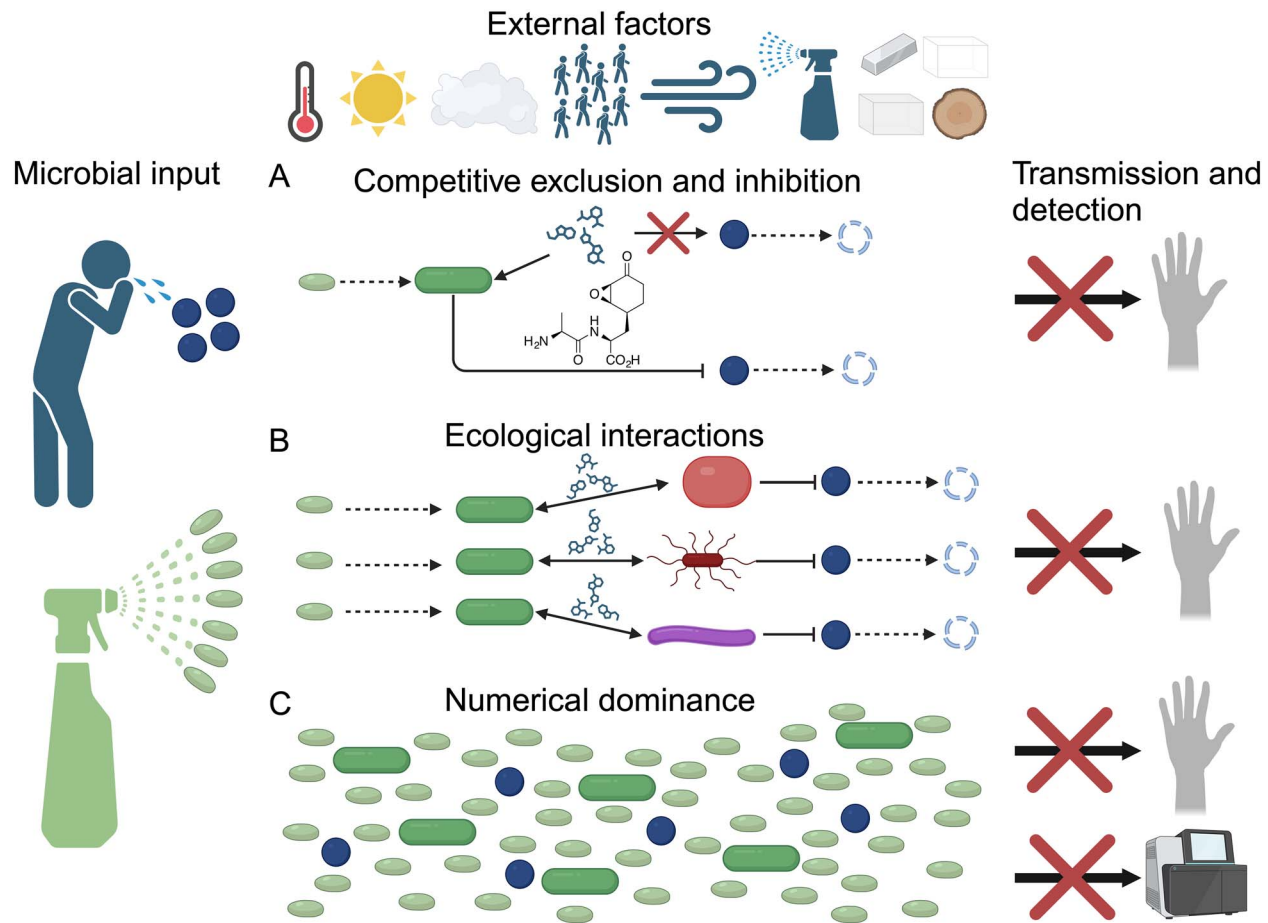 External factors
Microbial input
A
Competitive exclusion and inhibition
Transmission and
detection
O
O
H
N
H₂N
O
CO₂H
B
Ecological interactions
C
Numerical dominance